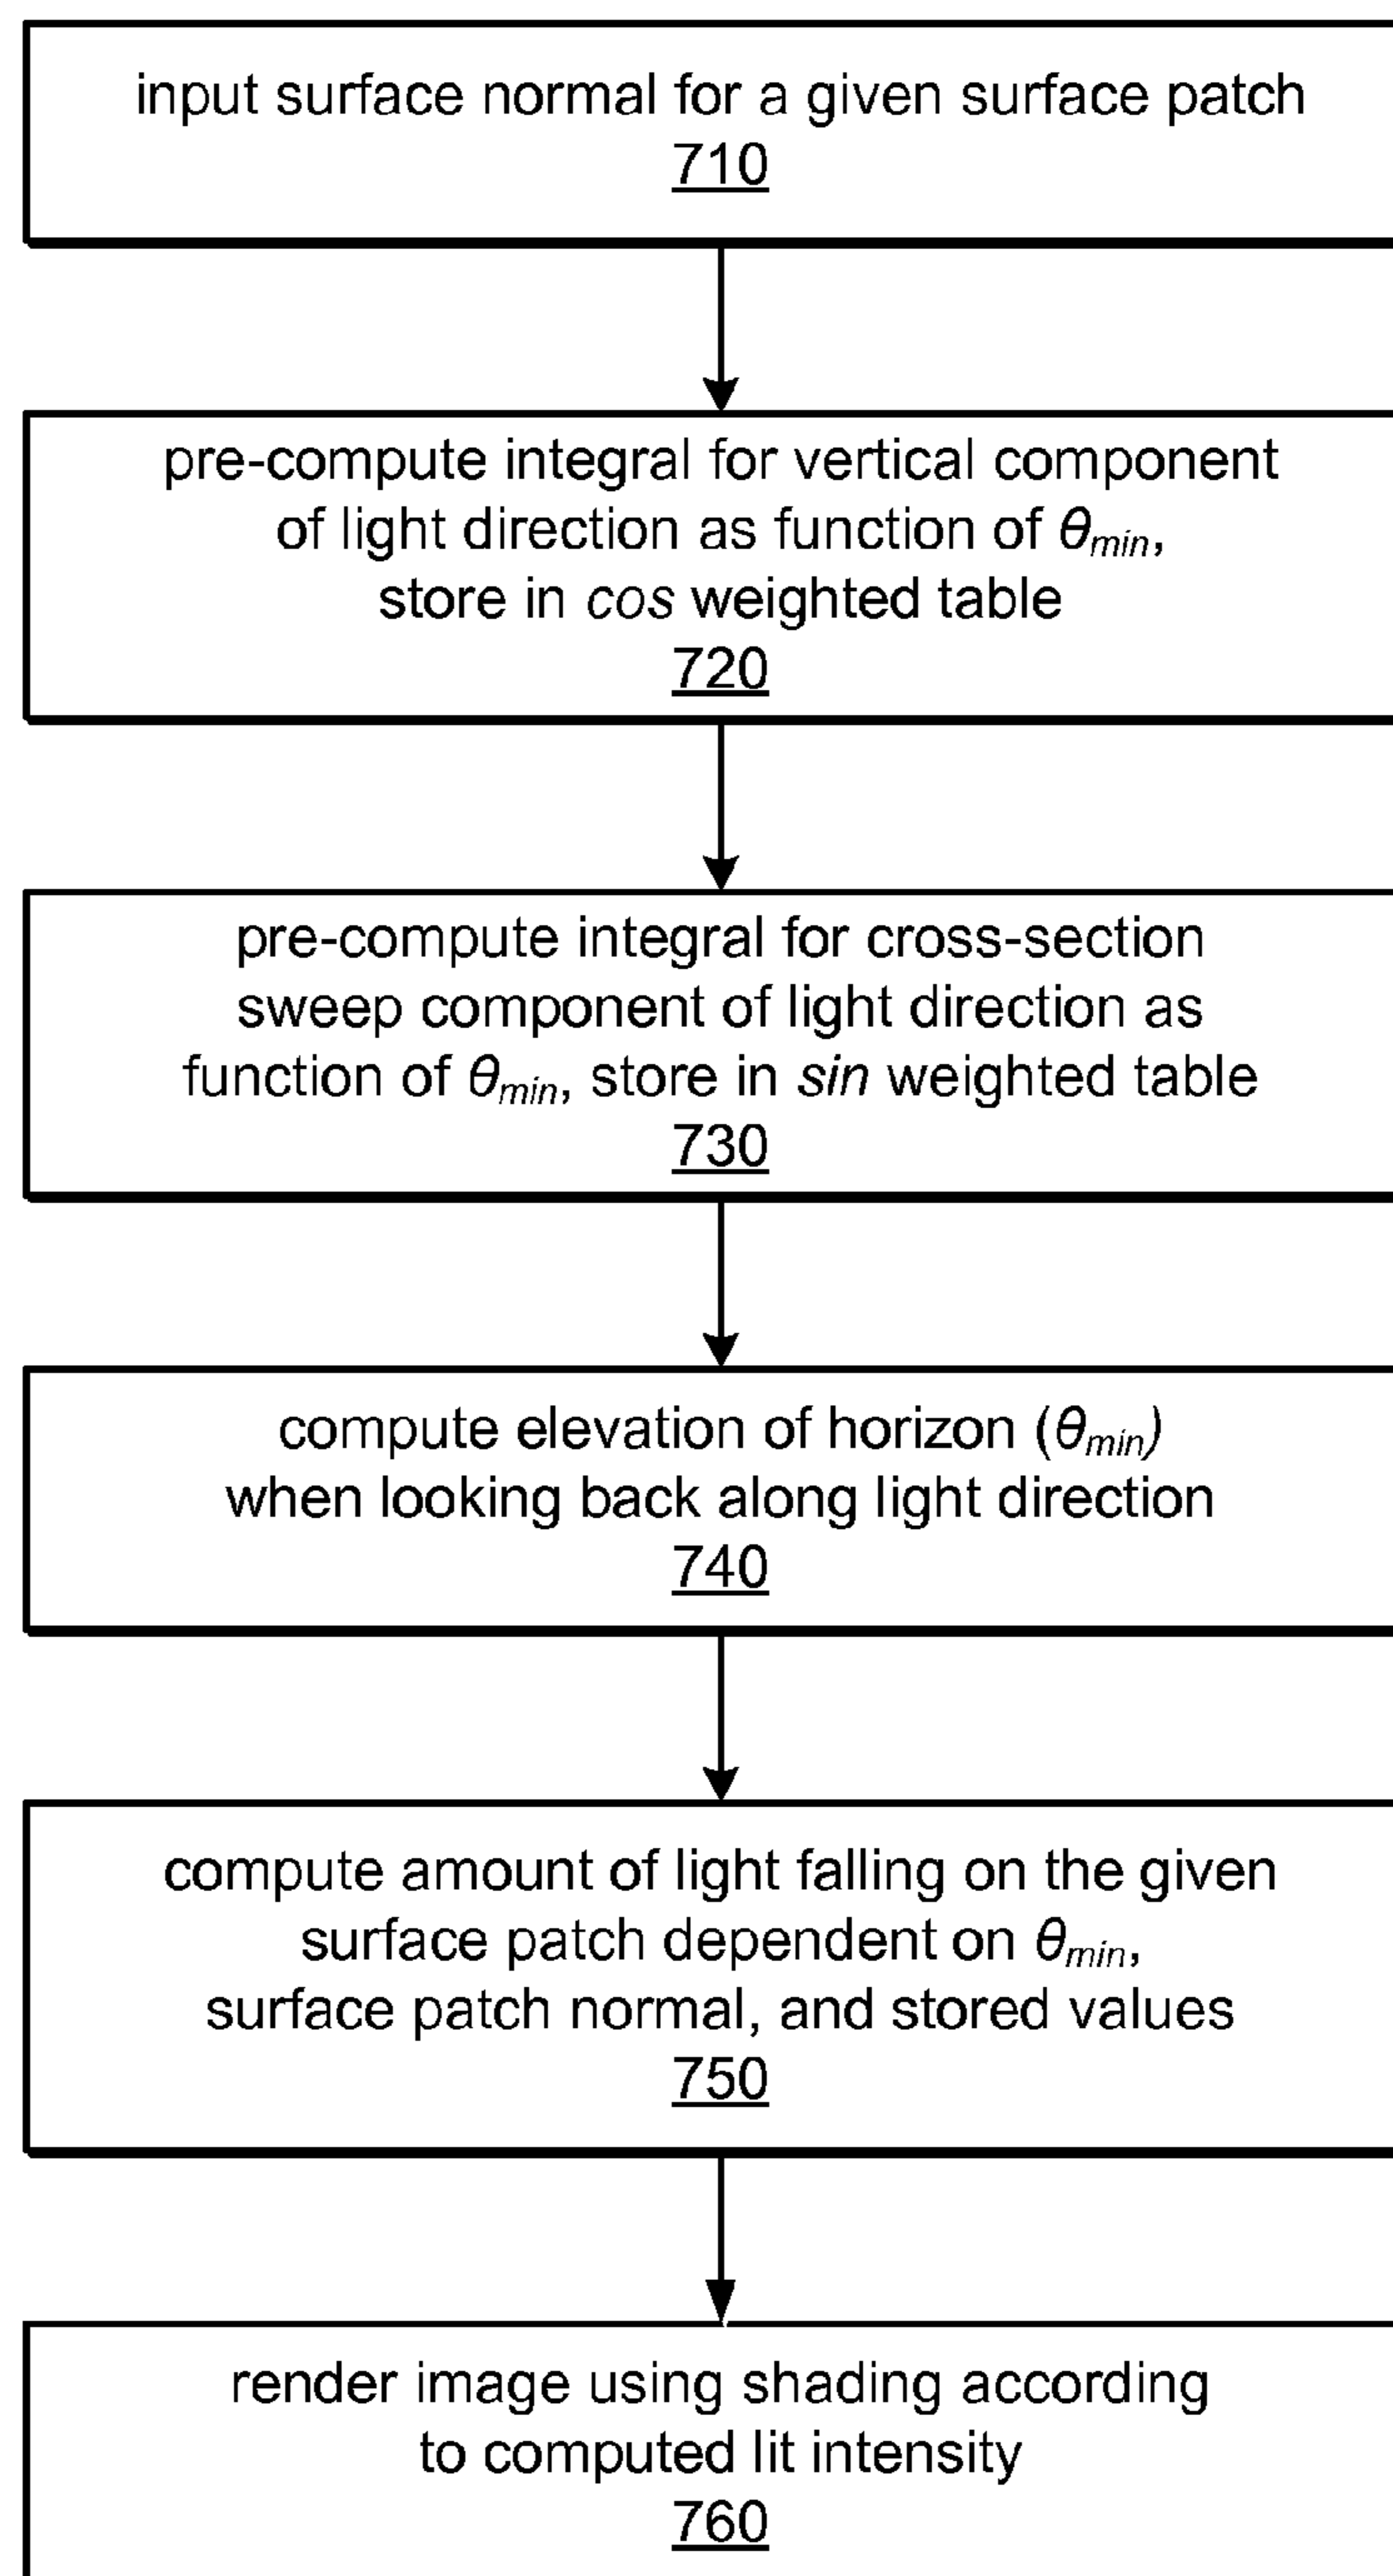 input surface normal for a given surface patch
710
pre-compute integral for vertical component
of light direction as function of θmin,
store in cos weighted table
720
pre-compute integral for cross-section
sweep component of light direction as
function of θmin, store in sin weighted table
730
compute elevation of horizon (θmin)
when looking back along light direction
740
compute amount of light falling on the given
surface patch dependent on θmin,
surface patch normal, and stored values
750
render image using shading according
to computed lit intensity
760